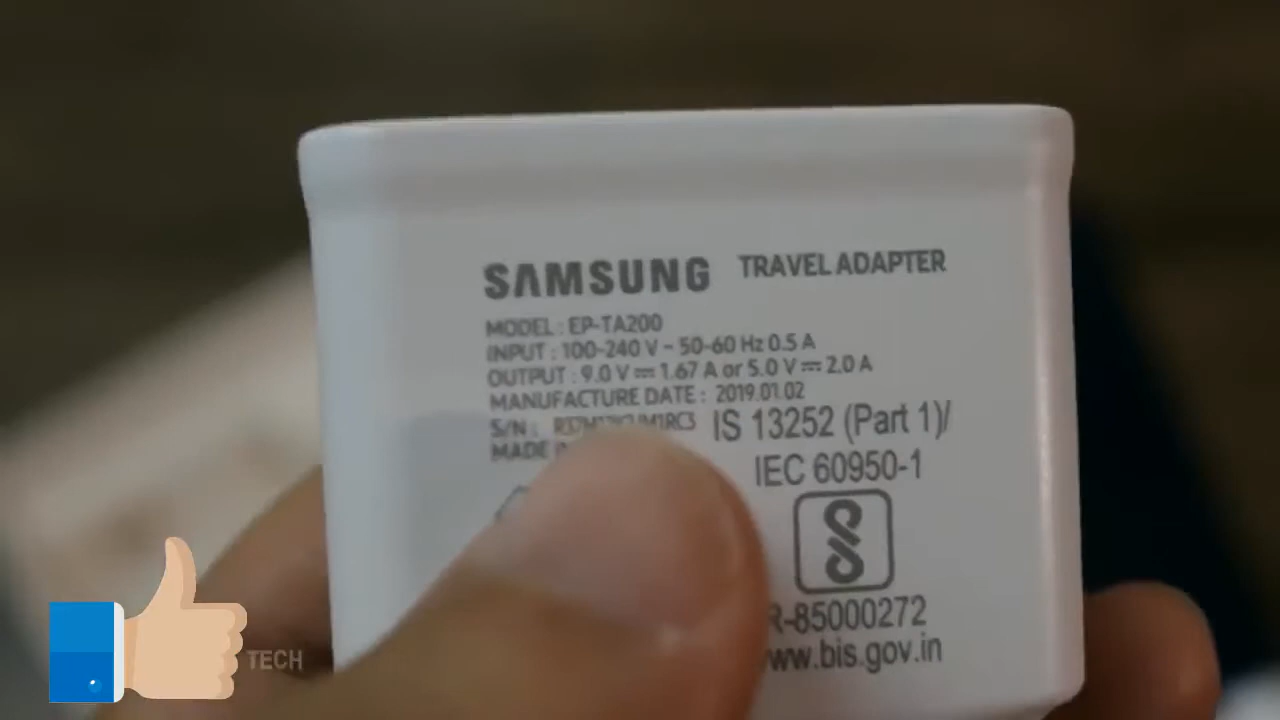 SAMSUNG TRAVEL ADAPTER
MODEL : EP-TA200
INPUT : 100-240 V ~ 50-60 Hz 0.5 A
OUTPUT : 9.0 V ⎓ 1.67 A or 5.0 V ⎓ 2.0 A
MANUFACTURE DATE : 2019.01.02
S/N :
MADE
IS 13252 (Part 1)/
IEC 60950-1
R-85000272
www.bis.gov.in
TECH